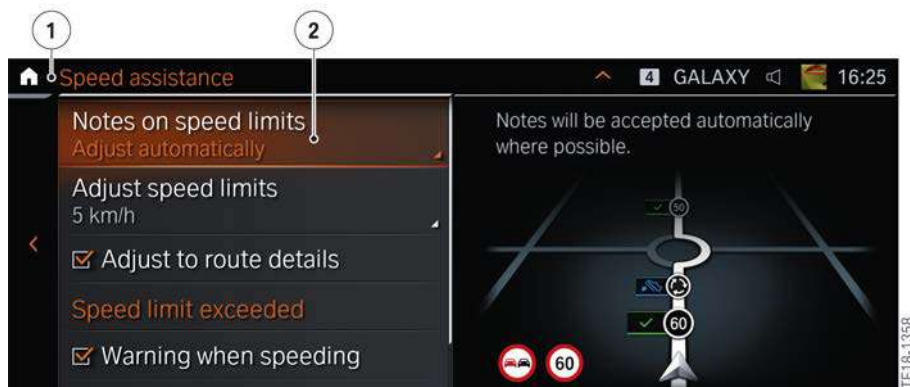 1
2
Speed assistance
4 GALAXY 16:25
Notes on speed limits
Adjust automatically
Adjust speed limits
5 km/h
Adjust to route details
Speed limit exceeded
Warning when speeding
Notes will be accepted automatically
where possible.
50
60
60
TE18-1358